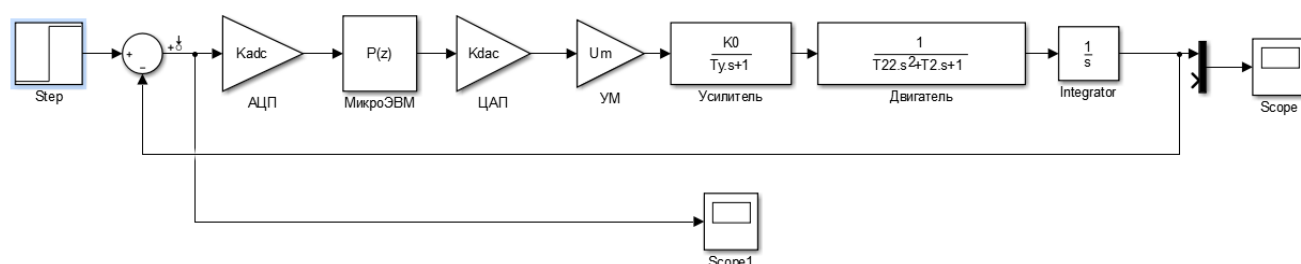 Step
+
−
+
Kadc
АЦП
P(z)
МикроЭВМ
Kdac
ЦАП
Um
УМ
K0
Ty.s+1
Усилитель
1
T22.s²+T2.s+1
Двигатель
1
s
Integrator
Scope
Scope1